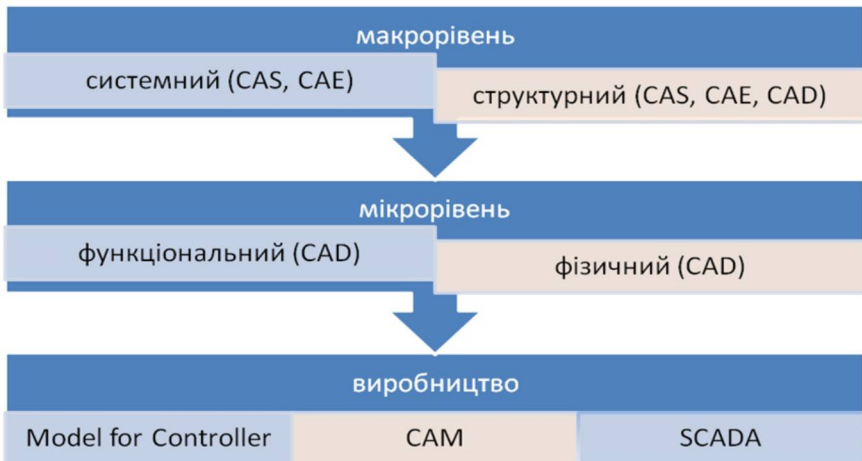 макрорівень
системний (CAS, CAE)
структурний (CAS, CAE, CAD)
мікрорівень
функціональний (CAD)
фізичний (CAD)
виробництво
Model for Controller
CAM
SCADA